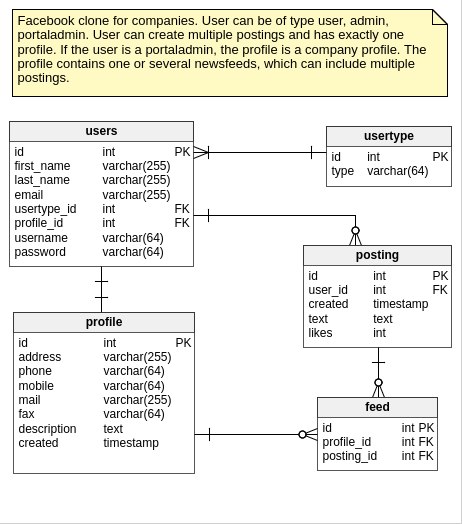 Facebook clone for companies. User can be of type user, admin,
portaladmin. User can create multiple postings and has exactly one
profile. If the user is a portaladmin, the profile is a company profile. The
profile contains one or several newsfeeds, which can include multiple
postings.
users
id int PK
first_name varchar(255)
last_name varchar(255)
email varchar(255)
usertype_id int FK
profile_id int FK
username varchar(64)
password varchar(64)
usertype
id int PK
type varchar(64)
posting
id int PK
user_id int FK
created timestamp
text text
likes int
profile
id int PK
address varchar(255)
phone varchar(64)
mobile varchar(64)
mail varchar(255)
fax varchar(64)
description text
created timestamp
feed
id int PK
profile_id int FK
posting_id int FK